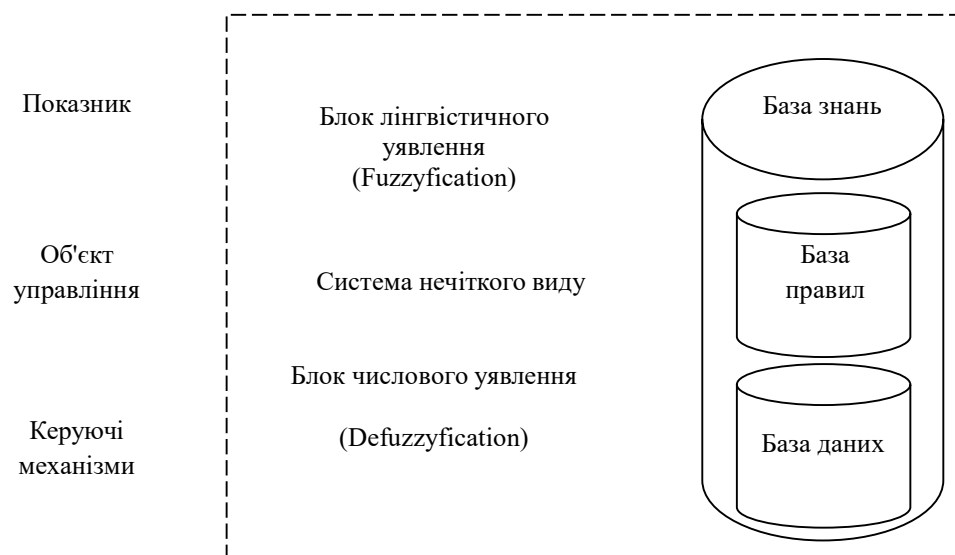 Показник
Об'єкт
управління
Керуючі
механізми
Блок лінгвістичного
уявлення
(Fuzzyfication)
Система нечіткого виду
Блок числового уявлення
(Defuzzyfication)
База знань
База
правил
База даних